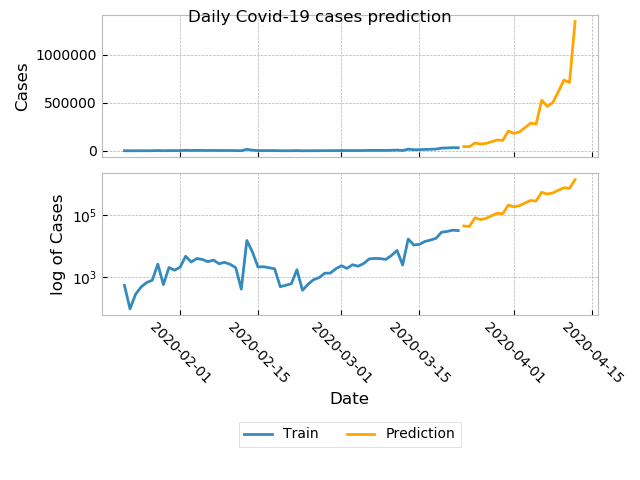 Daily Covid-19 cases prediction
1000000
500000
0
Cases
10^5
10^3
log of Cases
2020-02-01
2020-02-15
2020-03-01
2020-03-15
2020-04-01
2020-04-15
Date
Train
Prediction